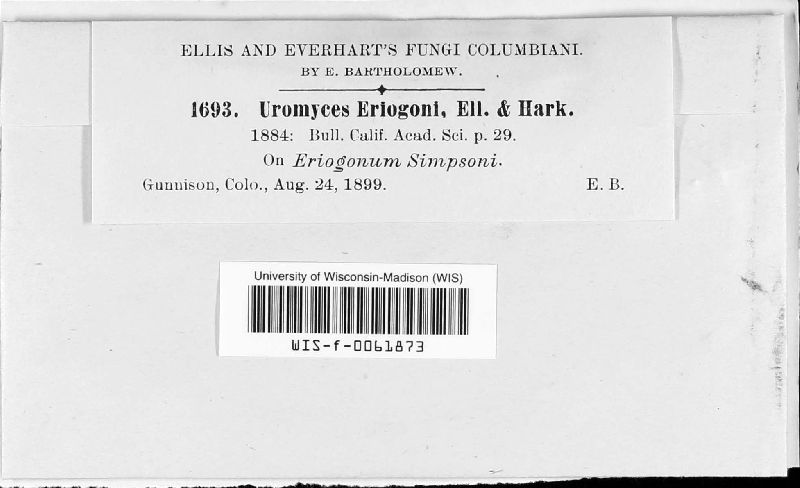 ELLIS AND EVERHART'S FUNGI COLUMBIANI.
BY E. BARTHOLOMEW.
1693. Uromyces Eriogoni, Ell. & Hark.
1884: Bull. Calif. Acad. Sci. p. 29.
On Eriogonum Simpsoni.
Gunnison, Colo., Aug. 24, 1899. E. B.
University of Wisconsin-Madison (WIS)
WIS-f-0061873